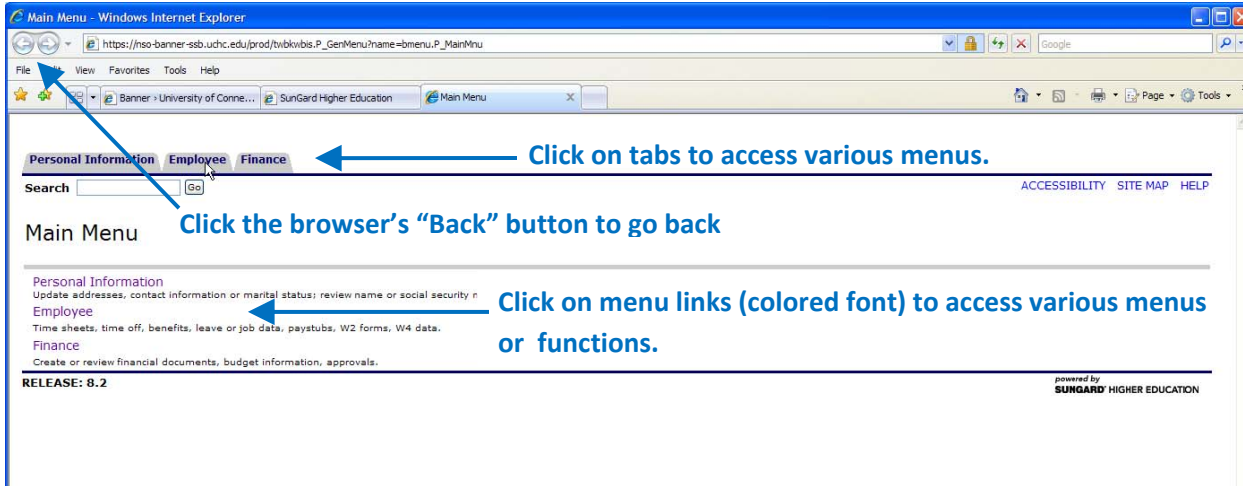 Main Menu - Windows Internet Explorer
https://nso-banner-ssb.uchc.edu/prod/twbkwbis.P_GenMenu?name=bmenu.P_MainMnu
Google
File View Favorites Tools Help
Banner › University of Conne... SunGard Higher Education Main Menu Page Tools
Personal Information Employee Finance
Click on tabs to access various menus.
Search Go
ACCESSIBILITY SITE MAP HELP
Click the browser's “Back” button to go back
Main Menu
Personal Information
Update addresses, contact information or marital status; review name or social security
Employee
Time sheets, time off, benefits, leave or job data, paystubs, W2 forms, W4 data.
Click on menu links (colored font) to access various menus
or functions.
Finance
Create or review financial documents, budget information, approvals.
RELEASE: 8.2
powered by
SUNGARD' HIGHER EDUCATION